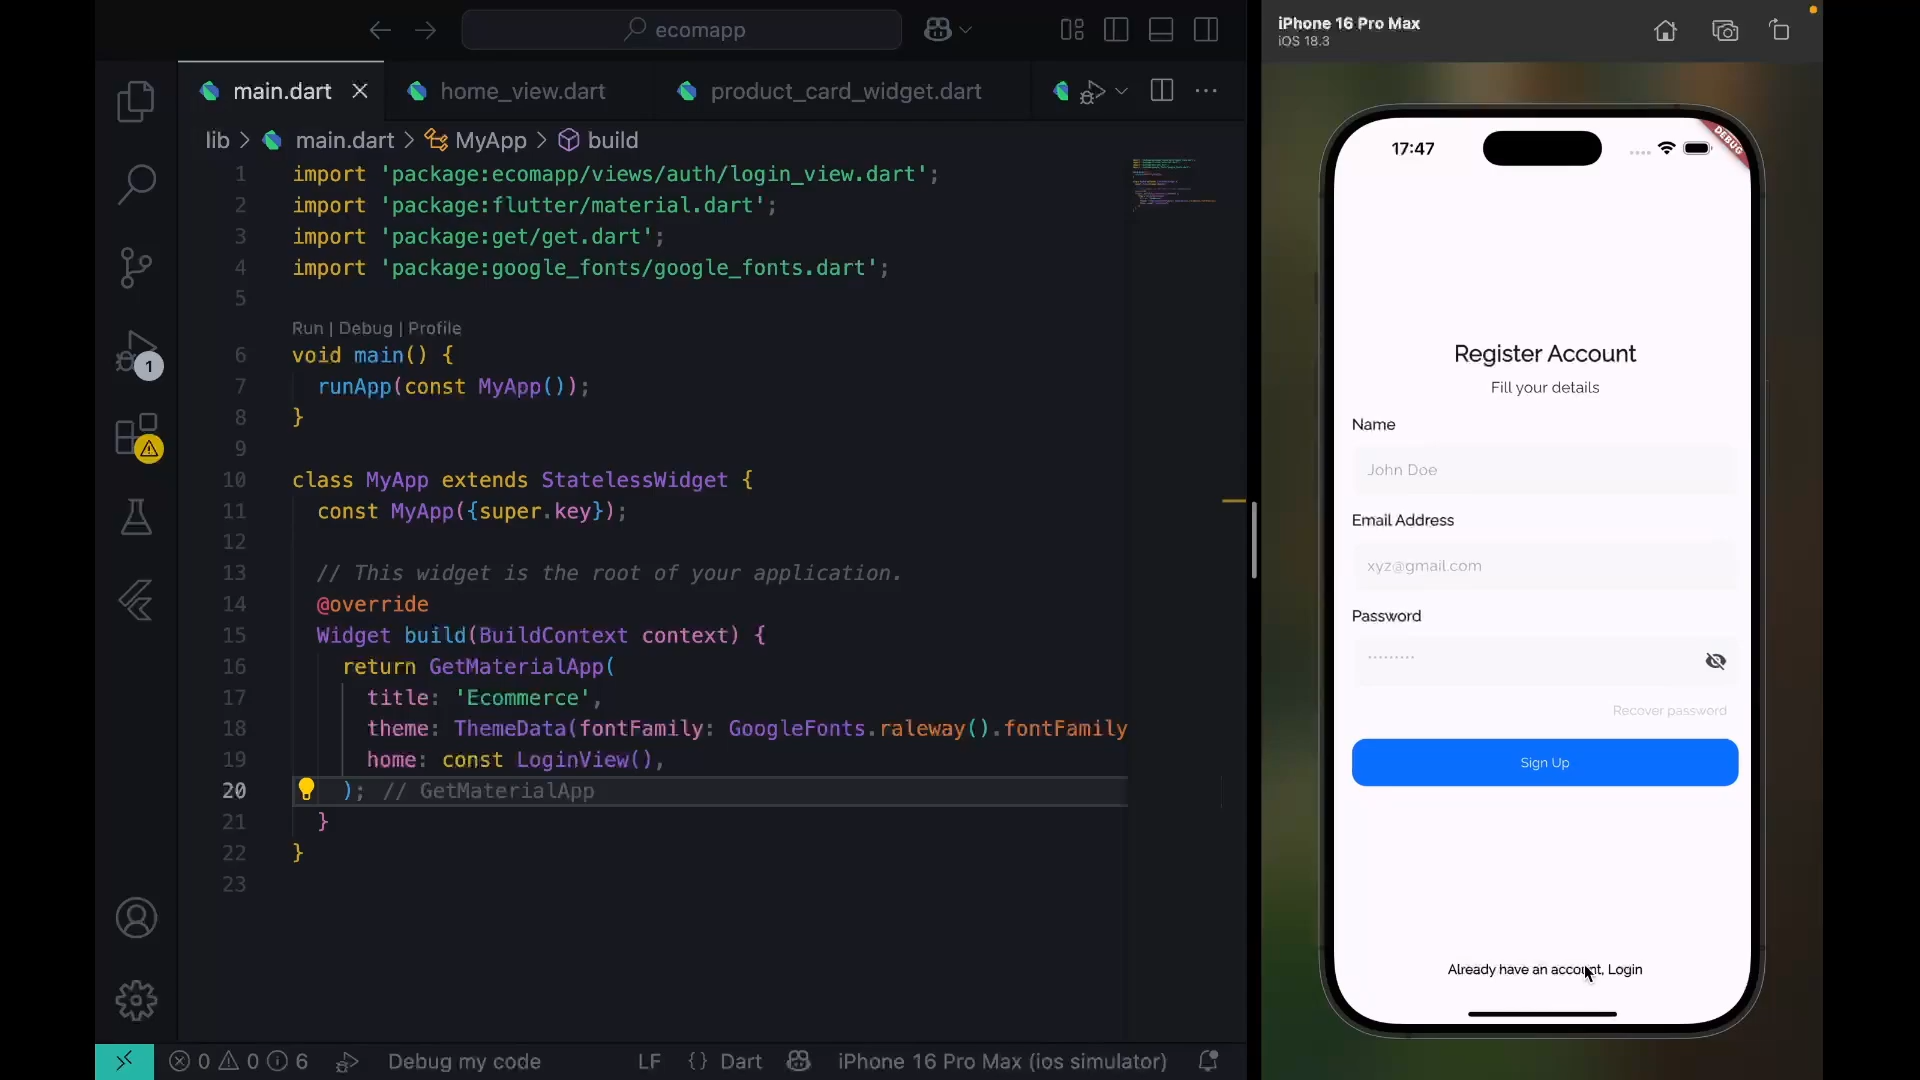 ecomapp
main.dart
home_view.dart
product_card_widget.dart
lib > main.dart > MyApp > build
1 import 'package:ecomapp/views/auth/login_view.dart';
2 import 'package:flutter/material.dart';
3 import 'package:get/get.dart';
4 import 'package:google_fonts/google_fonts.dart';
5
Run | Debug | Profile
6 void main() {
7 runApp(const MyApp());
8 }
9
10 class MyApp extends StatelessWidget {
11 const MyApp({super.key});
12
13 // This widget is the root of your application.
14 @override
15 Widget build(BuildContext context) {
16 return GetMaterialApp(
17 title: 'Ecommerce',
18 theme: ThemeData(fontFamily: GoogleFonts.raleway().fontFamily
19 home: const LoginView(),
20 ); // GetMaterialApp
21 }
22 }
23
1
0 0 6 Debug my code LF {} Dart iPhone 16 Pro Max (ios simulator)
iPhone 16 Pro Max
iOS 18.3
17:47
DEBUG
Register Account
Fill your details
Name
John Doe
Email Address
xyz@gmail.com
Password
Recover password
Sign Up
Already have an account, Login